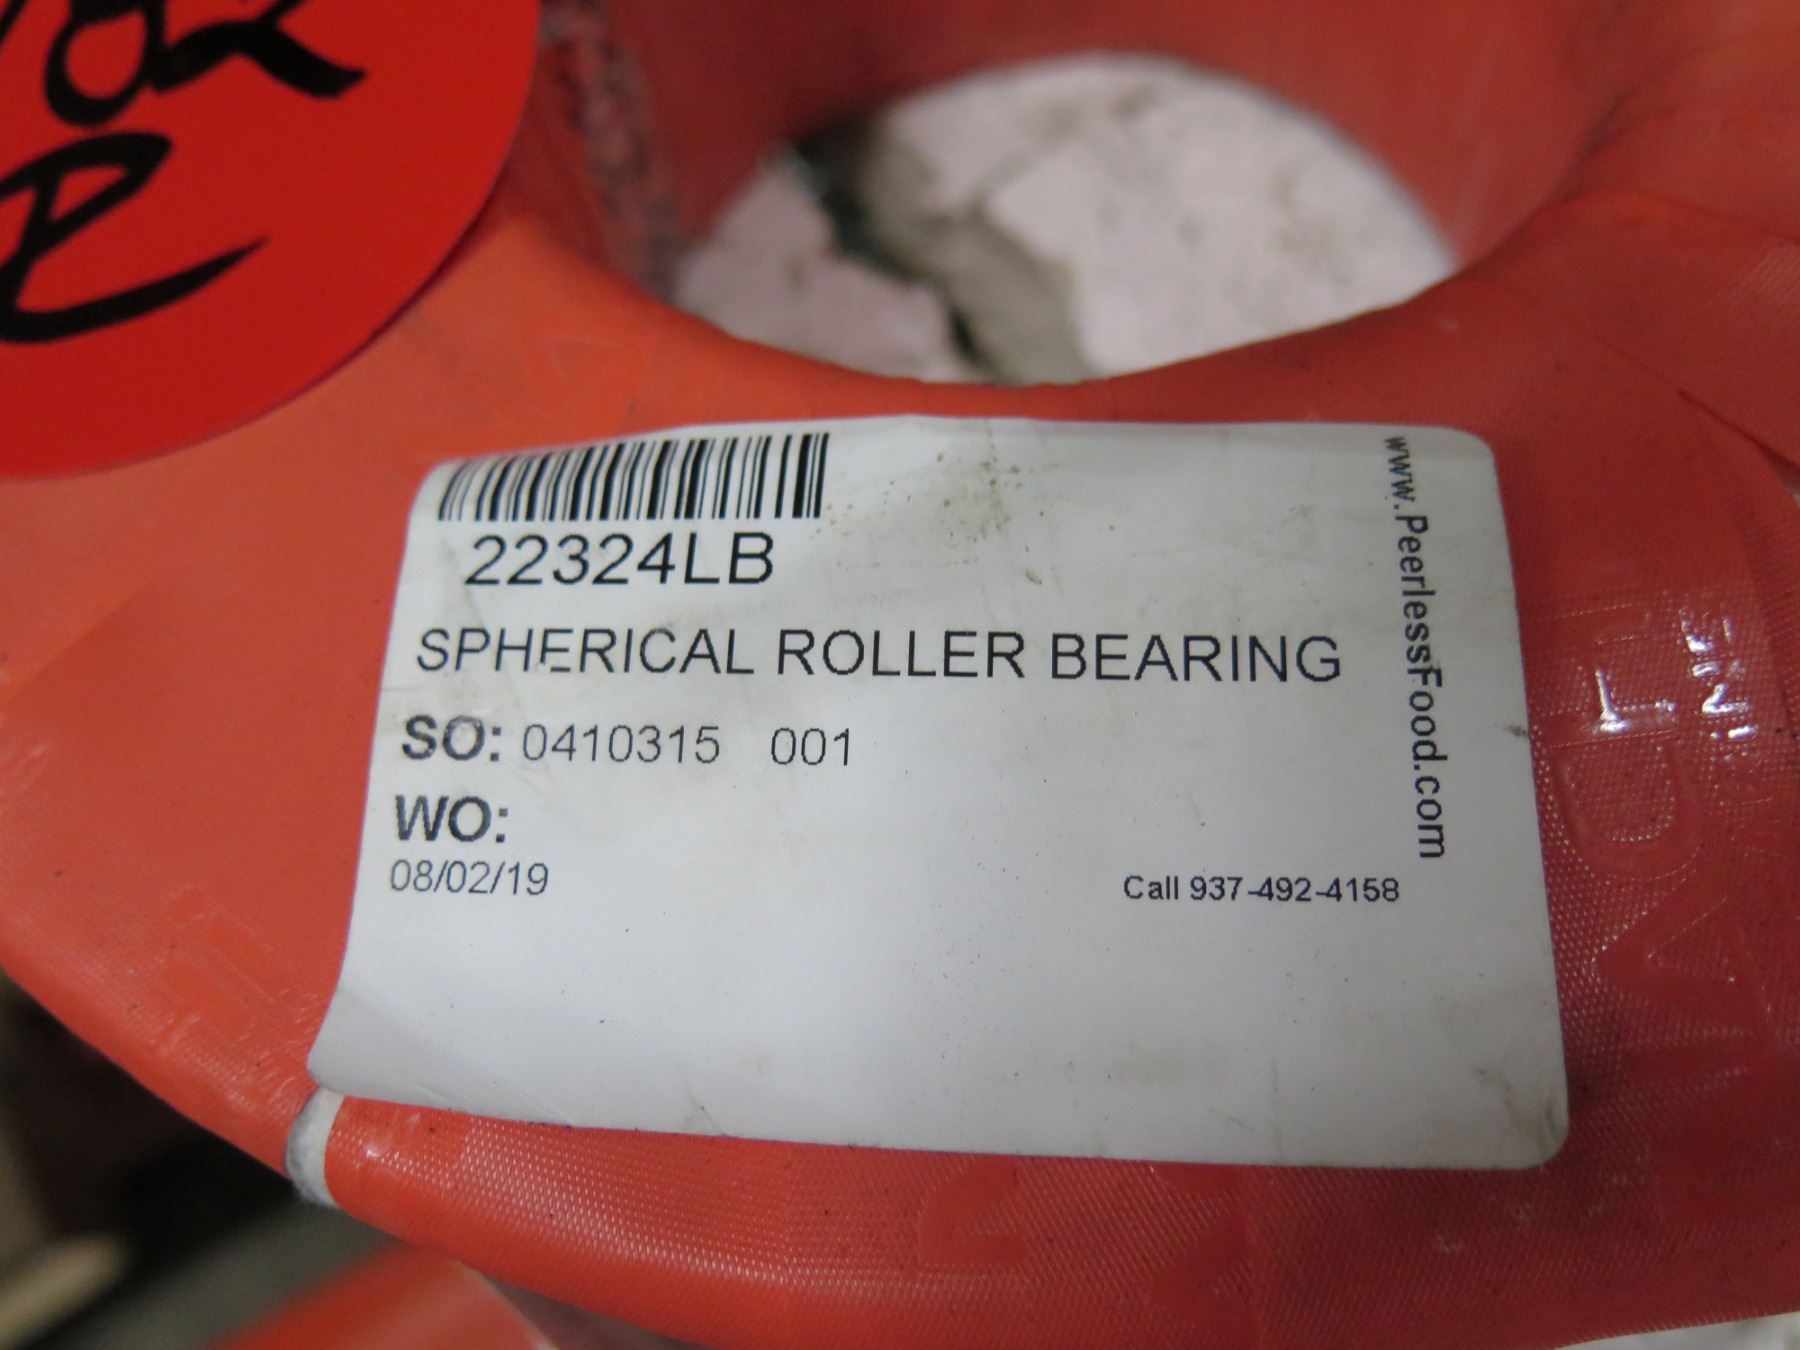 22324LB
SPHERICAL ROLLER BEARING
SO: 0410315 001
WO:
08/02/19
Call 937-492-4158
www.PeerlessFood.com